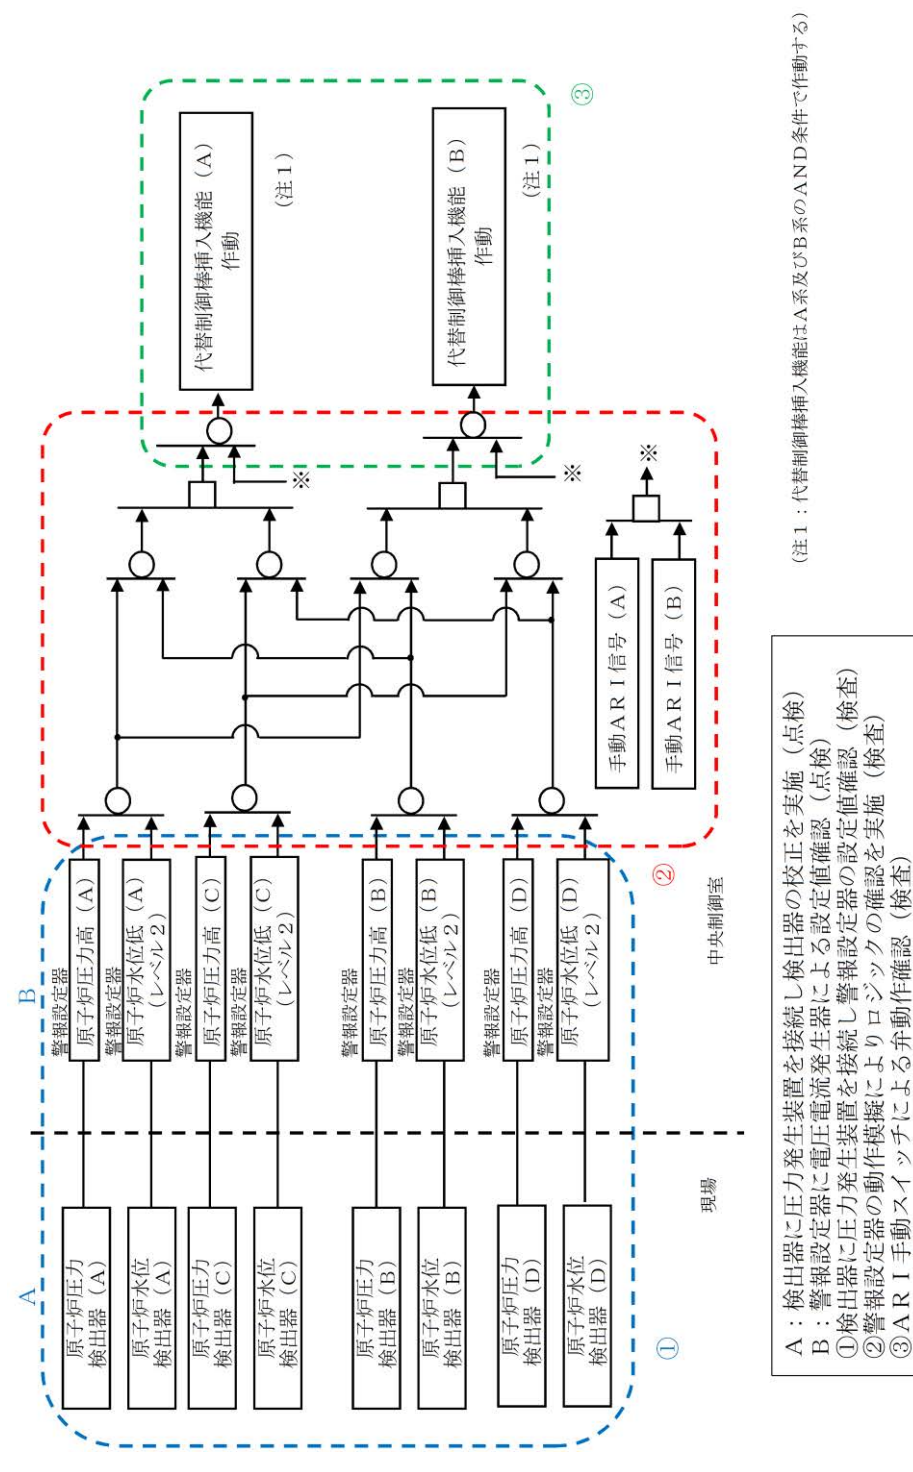 A
B
原子炉圧力
検出器（A）
警報設定器
原子炉圧力高（A）
原子炉水位
検出器（A）
警報設定器
原子炉水位低（A）
（レベル２）
原子炉圧力
検出器（C）
警報設定器
原子炉圧力高（C）
原子炉水位
検出器（C）
警報設定器
原子炉水位低（C）
（レベル２）
原子炉圧力
検出器（B）
警報設定器
原子炉圧力高（B）
原子炉水位
検出器（B）
警報設定器
原子炉水位低（B）
（レベル２）
原子炉圧力
検出器（D）
警報設定器
原子炉圧力高（D）
原子炉水位
検出器（D）
警報設定器
原子炉水位低（D）
（レベル２）
①
②
③
※
※
代替制御棒挿入機能（A）
作動
（注１）
代替制御棒挿入機能（B）
作動
（注１）
手動ＡＲＩ信号（A）
手動ＡＲＩ信号（B）
※
現場
中央制御室
（注１：代替制御棒挿入機能はＡ系及びＢ系のＡＮＤ条件で作動する）
Ａ：検出器に圧力発生装置を接続し検出器の校正を実施（点検）
Ｂ：警報設定器に電圧電流発生器による設定値確認（点検）
①検出器に圧力発生装置を接続し警報設定器の設定値確認（検査）
②警報設定器の動作模擬によりロジックの確認を実施（検査）
③ＡＲＩ手動スイッチによる弁動作確認（検査）